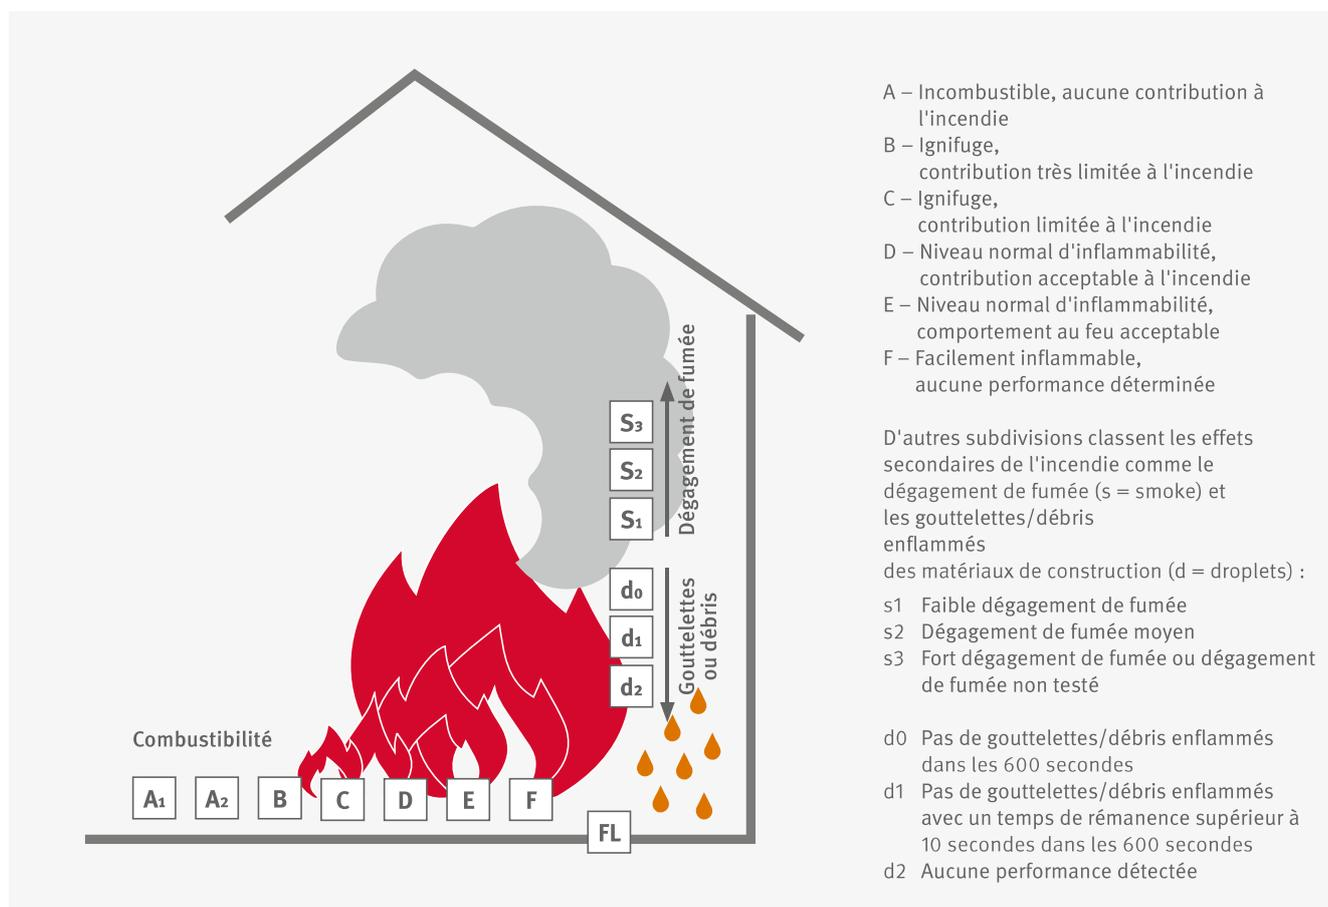 A – Incombustible, aucune contribution à
l'incendie
B – Ignifuge,
contribution très limitée à l'incendie
C – Ignifuge,
contribution limitée à l'incendie
D – Niveau normal d'inflammabilité,
contribution acceptable à l'incendie
E – Niveau normal d'inflammabilité,
comportement au feu acceptable
F – Facilement inflammable,
aucune performance déterminée
D'autres subdivisions classent les effets
secondaires de l'incendie comme le
dégagement de fumée (s = smoke) et
les gouttelettes/débris
enflammés
des matériaux de construction (d = droplets) :
s1 Faible dégagement de fumée
s2 Dégagement de fumée moyen
s3 Fort dégagement de fumée ou dégagement
de fumée non testé
d0 Pas de gouttelettes/débris enflammés
dans les 600 secondes
d1 Pas de gouttelettes/débris enflammés
avec un temps de rémanence supérieur à
10 secondes dans les 600 secondes
d2 Aucune performance détectée
Dégagement de fumée
S3
S2
S1
d0
d1
d2
Gouttelettes
ou débris
Combustibilité
A1 A2 B C D E F
FL